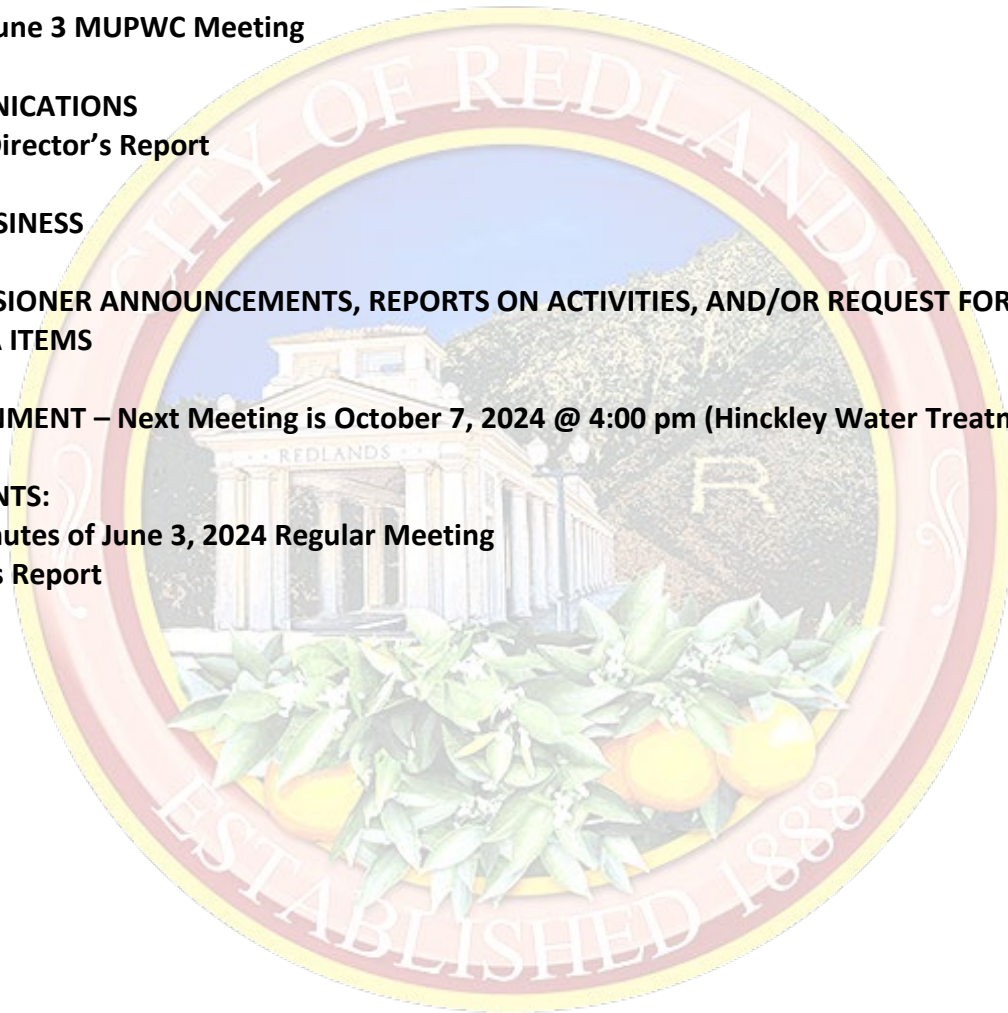 une 3 MUPWC Meeting
NICATIONS
Director's Report
SINESS
SIONER ANNOUNCEMENTS, REPORTS ON ACTIVITIES, AND/OR REQUEST FOR
A ITEMS
NMENT – Next Meeting is October 7, 2024 @ 4:00 pm (Hinckley Water Treatm
NTS:
nutes of June 3, 2024 Regular Meeting
s Report
CITY OF REDLANDS
REDLANDS
R
ESTABLISHED 1888